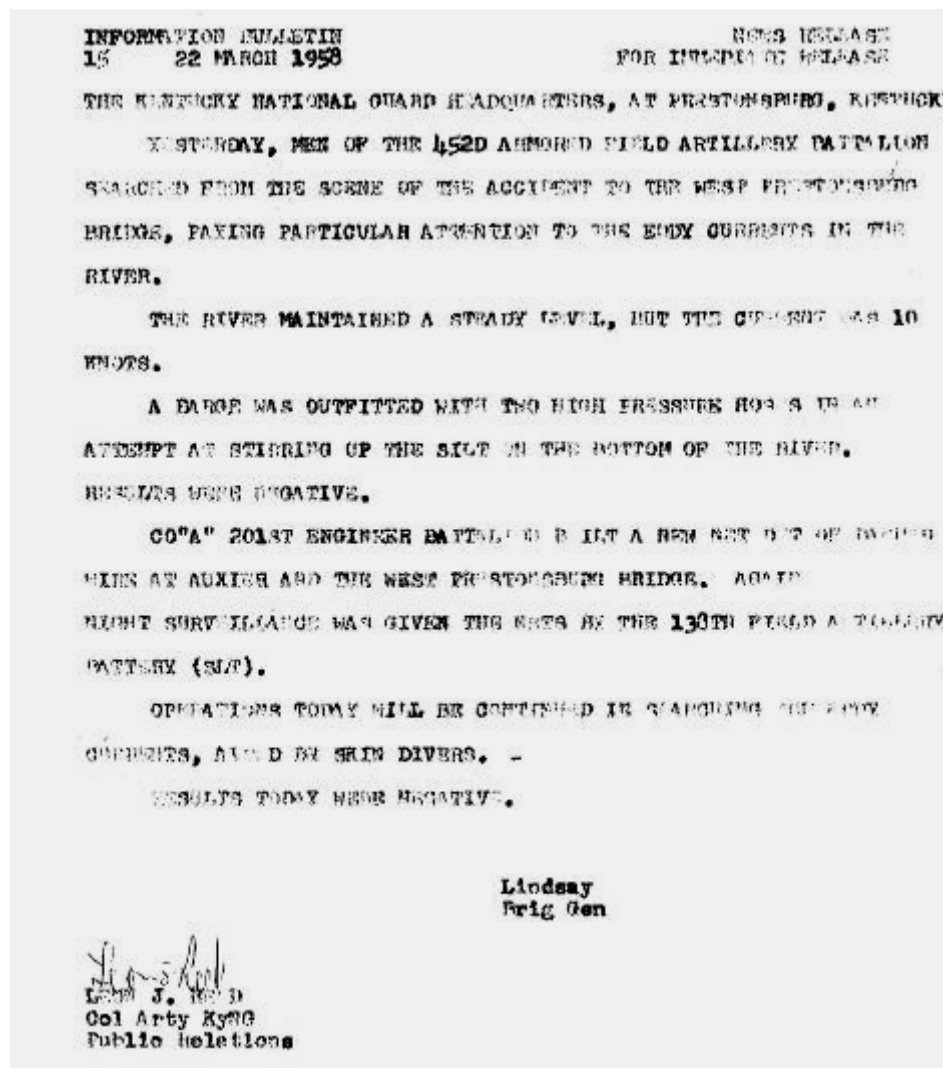 INFORMATION BULLETIN NEWS RELEASE
15 22 MARCH 1958 FOR IMMEDIATE RELEASE
THE KENTUCKY NATIONAL GUARD HEADQUARTERS, AT PRESTONSBURG, KENTUCK
YESTERDAY, MEN OF THE 452D ARMORED FIELD ARTILLERY BATTALION
SEARCHED FROM THE SCENE OF THE ACCIDENT TO THE WEST PRESTONSBURG
BRIDGE, PAYING PARTICULAR ATTENTION TO THE EDDY CURRENTS IN THE
RIVER.
THE RIVER MAINTAINED A STEADY LEVEL, BUT THE CURRENT WAS 10
KNOTS.
A BARGE WAS OUTFITTED WITH TWO HIGH PRESSURE HOSES IN AN
ATTEMPT AT STIRRING UP THE SILT ON THE BOTTOM OF THE RIVER.
RESULTS WERE NEGATIVE.
CO"A" 201ST ENGINEER BATTALION BUILT A NEW NET OUT OF
WIRE AT AUXIER AND THE WEST PRESTONSBURG BRIDGE. AGAIN
NIGHT SURVEILLANCE WAS GIVEN THE NETS BY THE 138TH FIELD ARTILLERY
BATTERY (SLT).
OPERATIONS TODAY WILL BE CONTINUED IN SEARCHING THE EDDY
CURRENTS, AIDED BY SKIN DIVERS. -
RESULTS TODAY WERE NEGATIVE.
Lindsay
Brig Gen
J.
Col Arty KyNG
Public Relations